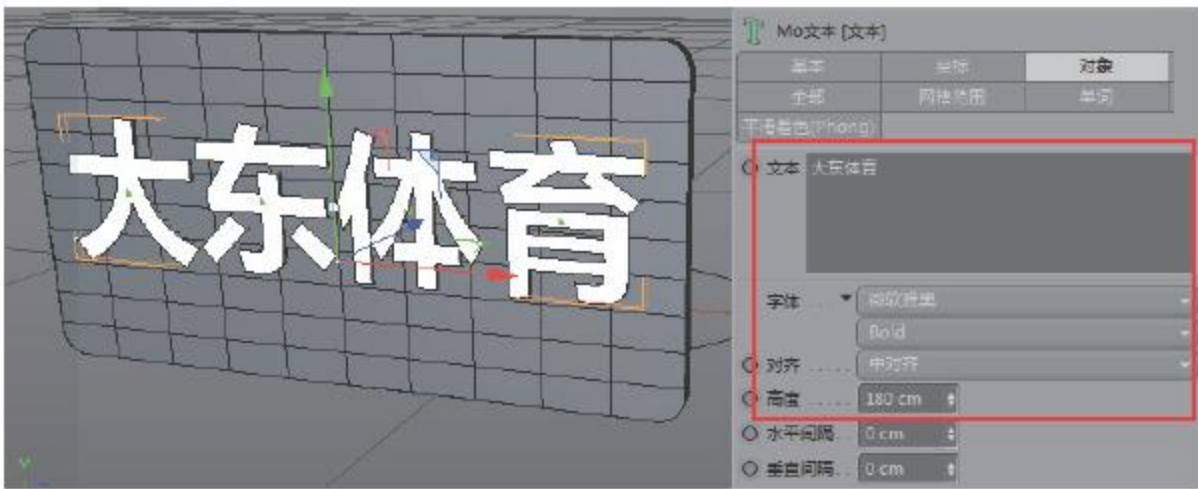 大东体育
Mo文本 [文本]
基本 坐标 对象
全部 网格范围 单词
平滑着色(Phong)
文本 大东体育
字体 微软雅黑
Bold
对齐 中对齐
高度 180 cm
水平间隔 0 cm
垂直间隔 0 cm
Y